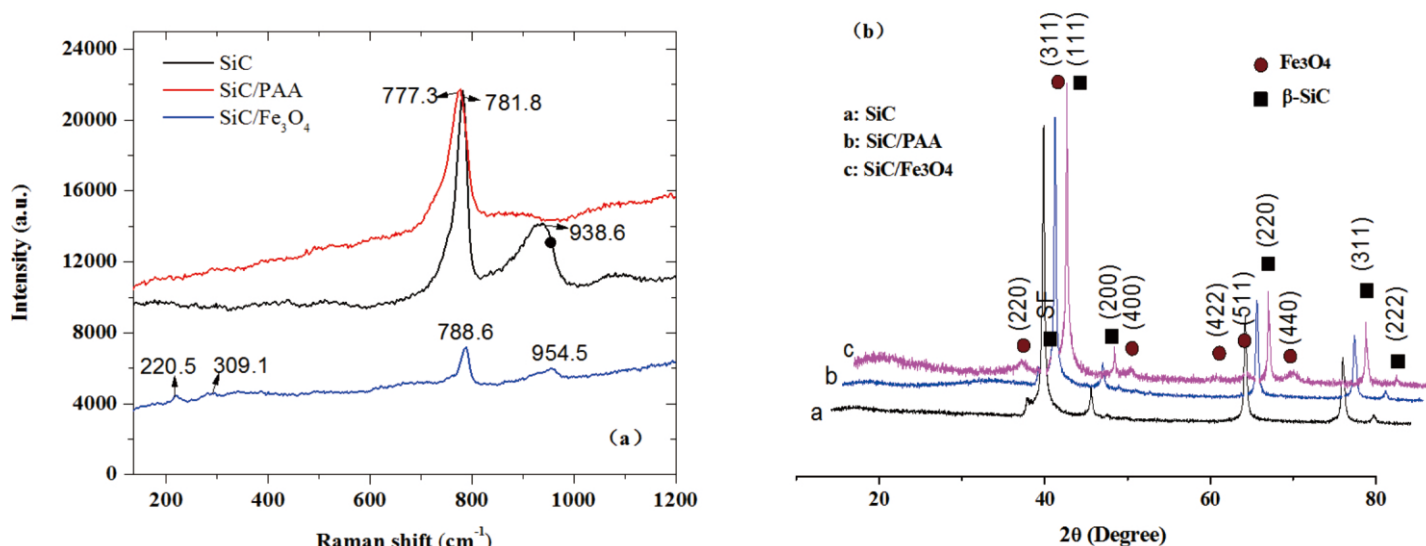 24000
20000
16000
12000
8000
4000
0
Intensity (a.u.)
SiC
SiC/PAA
SiC/Fe3O4
777.3
781.8
938.6
788.6
954.5
220.5
309.1
(a)
200
400
600
800
1000
1200
Raman shift (cm-1)
(b)
a: SiC
b: SiC/PAA
c: SiC/Fe3O4
Fe3O4
β-SiC
(220)
SF
(311)
(111)
(200)
(400)
(422)
(511)
(220)
(440)
(311)
(222)
c
b
a
20
40
60
80
2θ (Degree)